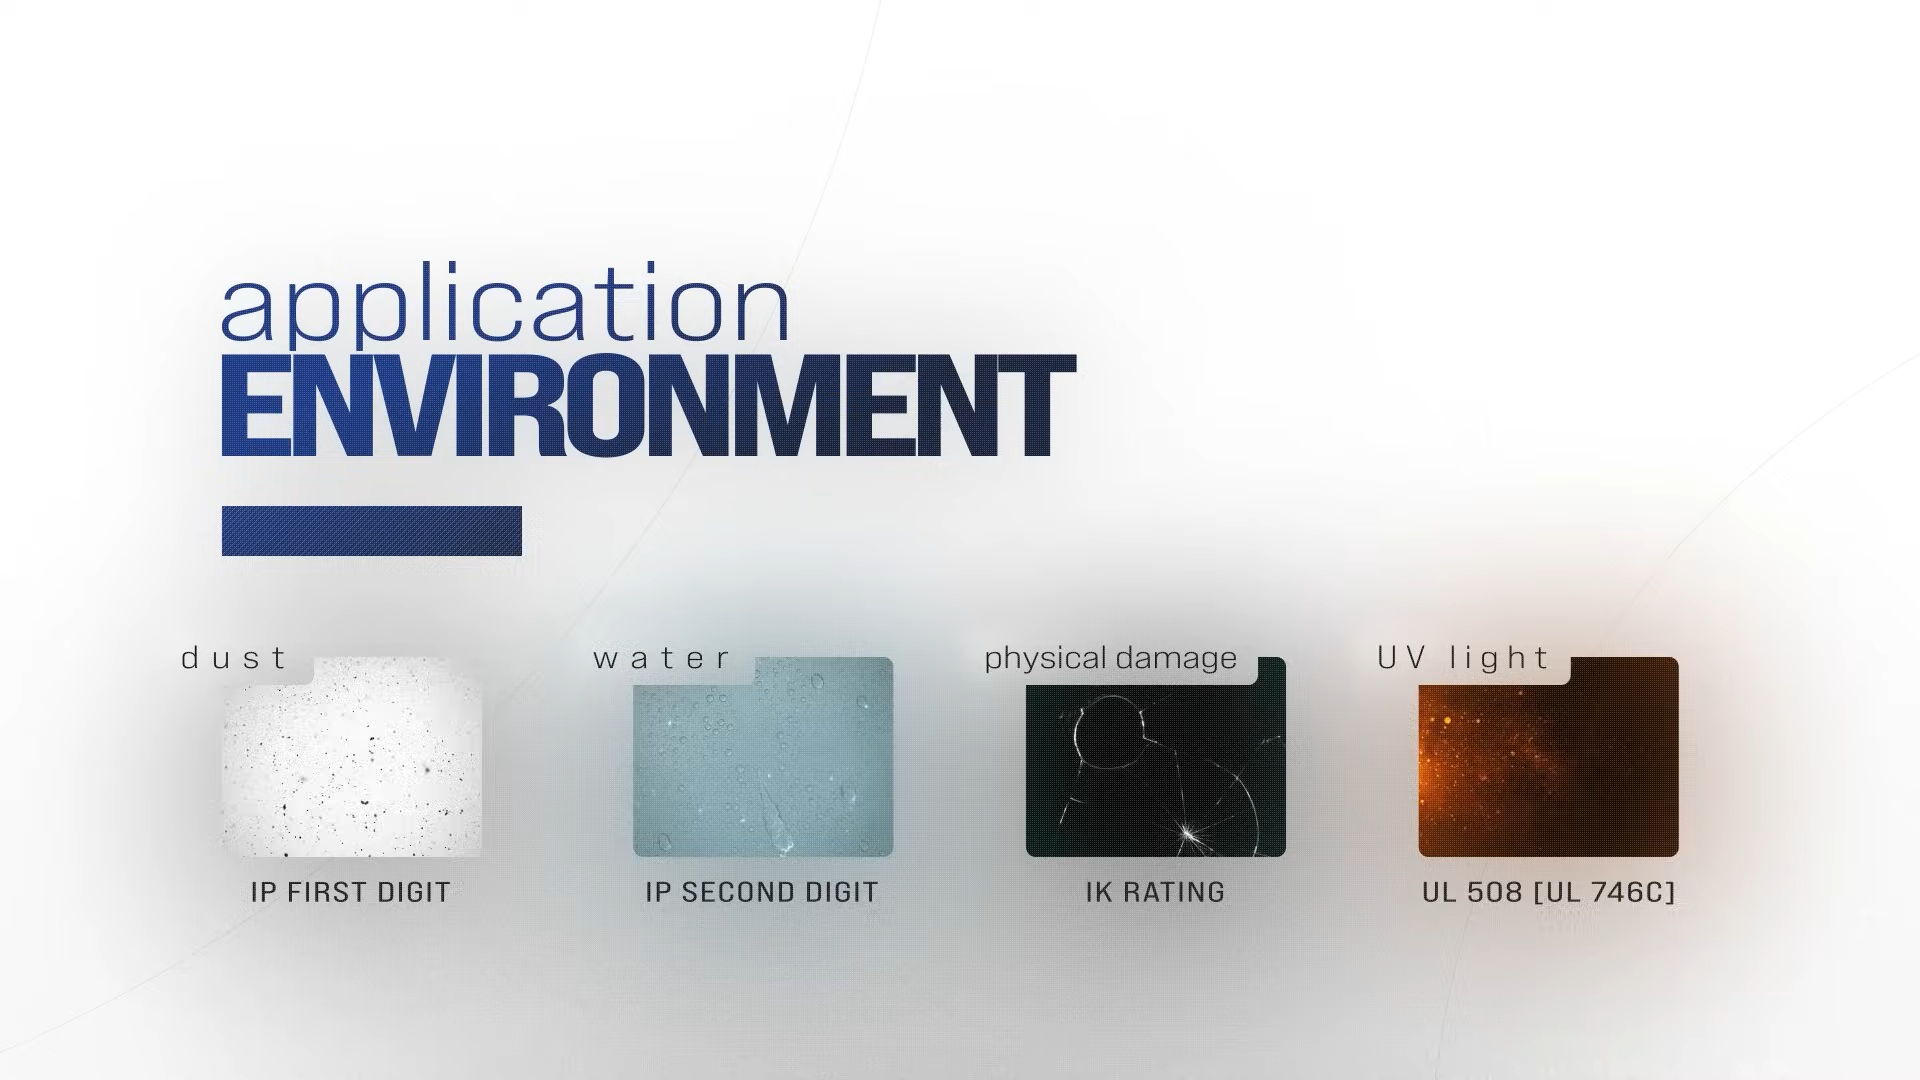 application
ENVIRONMENT
dust
water
physical damage
UV light
IP FIRST DIGIT
IP SECOND DIGIT
IK RATING
UL 508 [UL 746C]